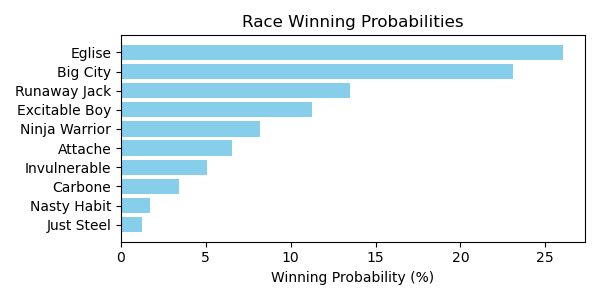 Race Winning Probabilities
Eglise
Big City
Runaway Jack
Excitable Boy
Ninja Warrior
Attache
Invulnerable
Carbone
Nasty Habit
Just Steel
0 5 10 15 20 25
Winning Probability (%)